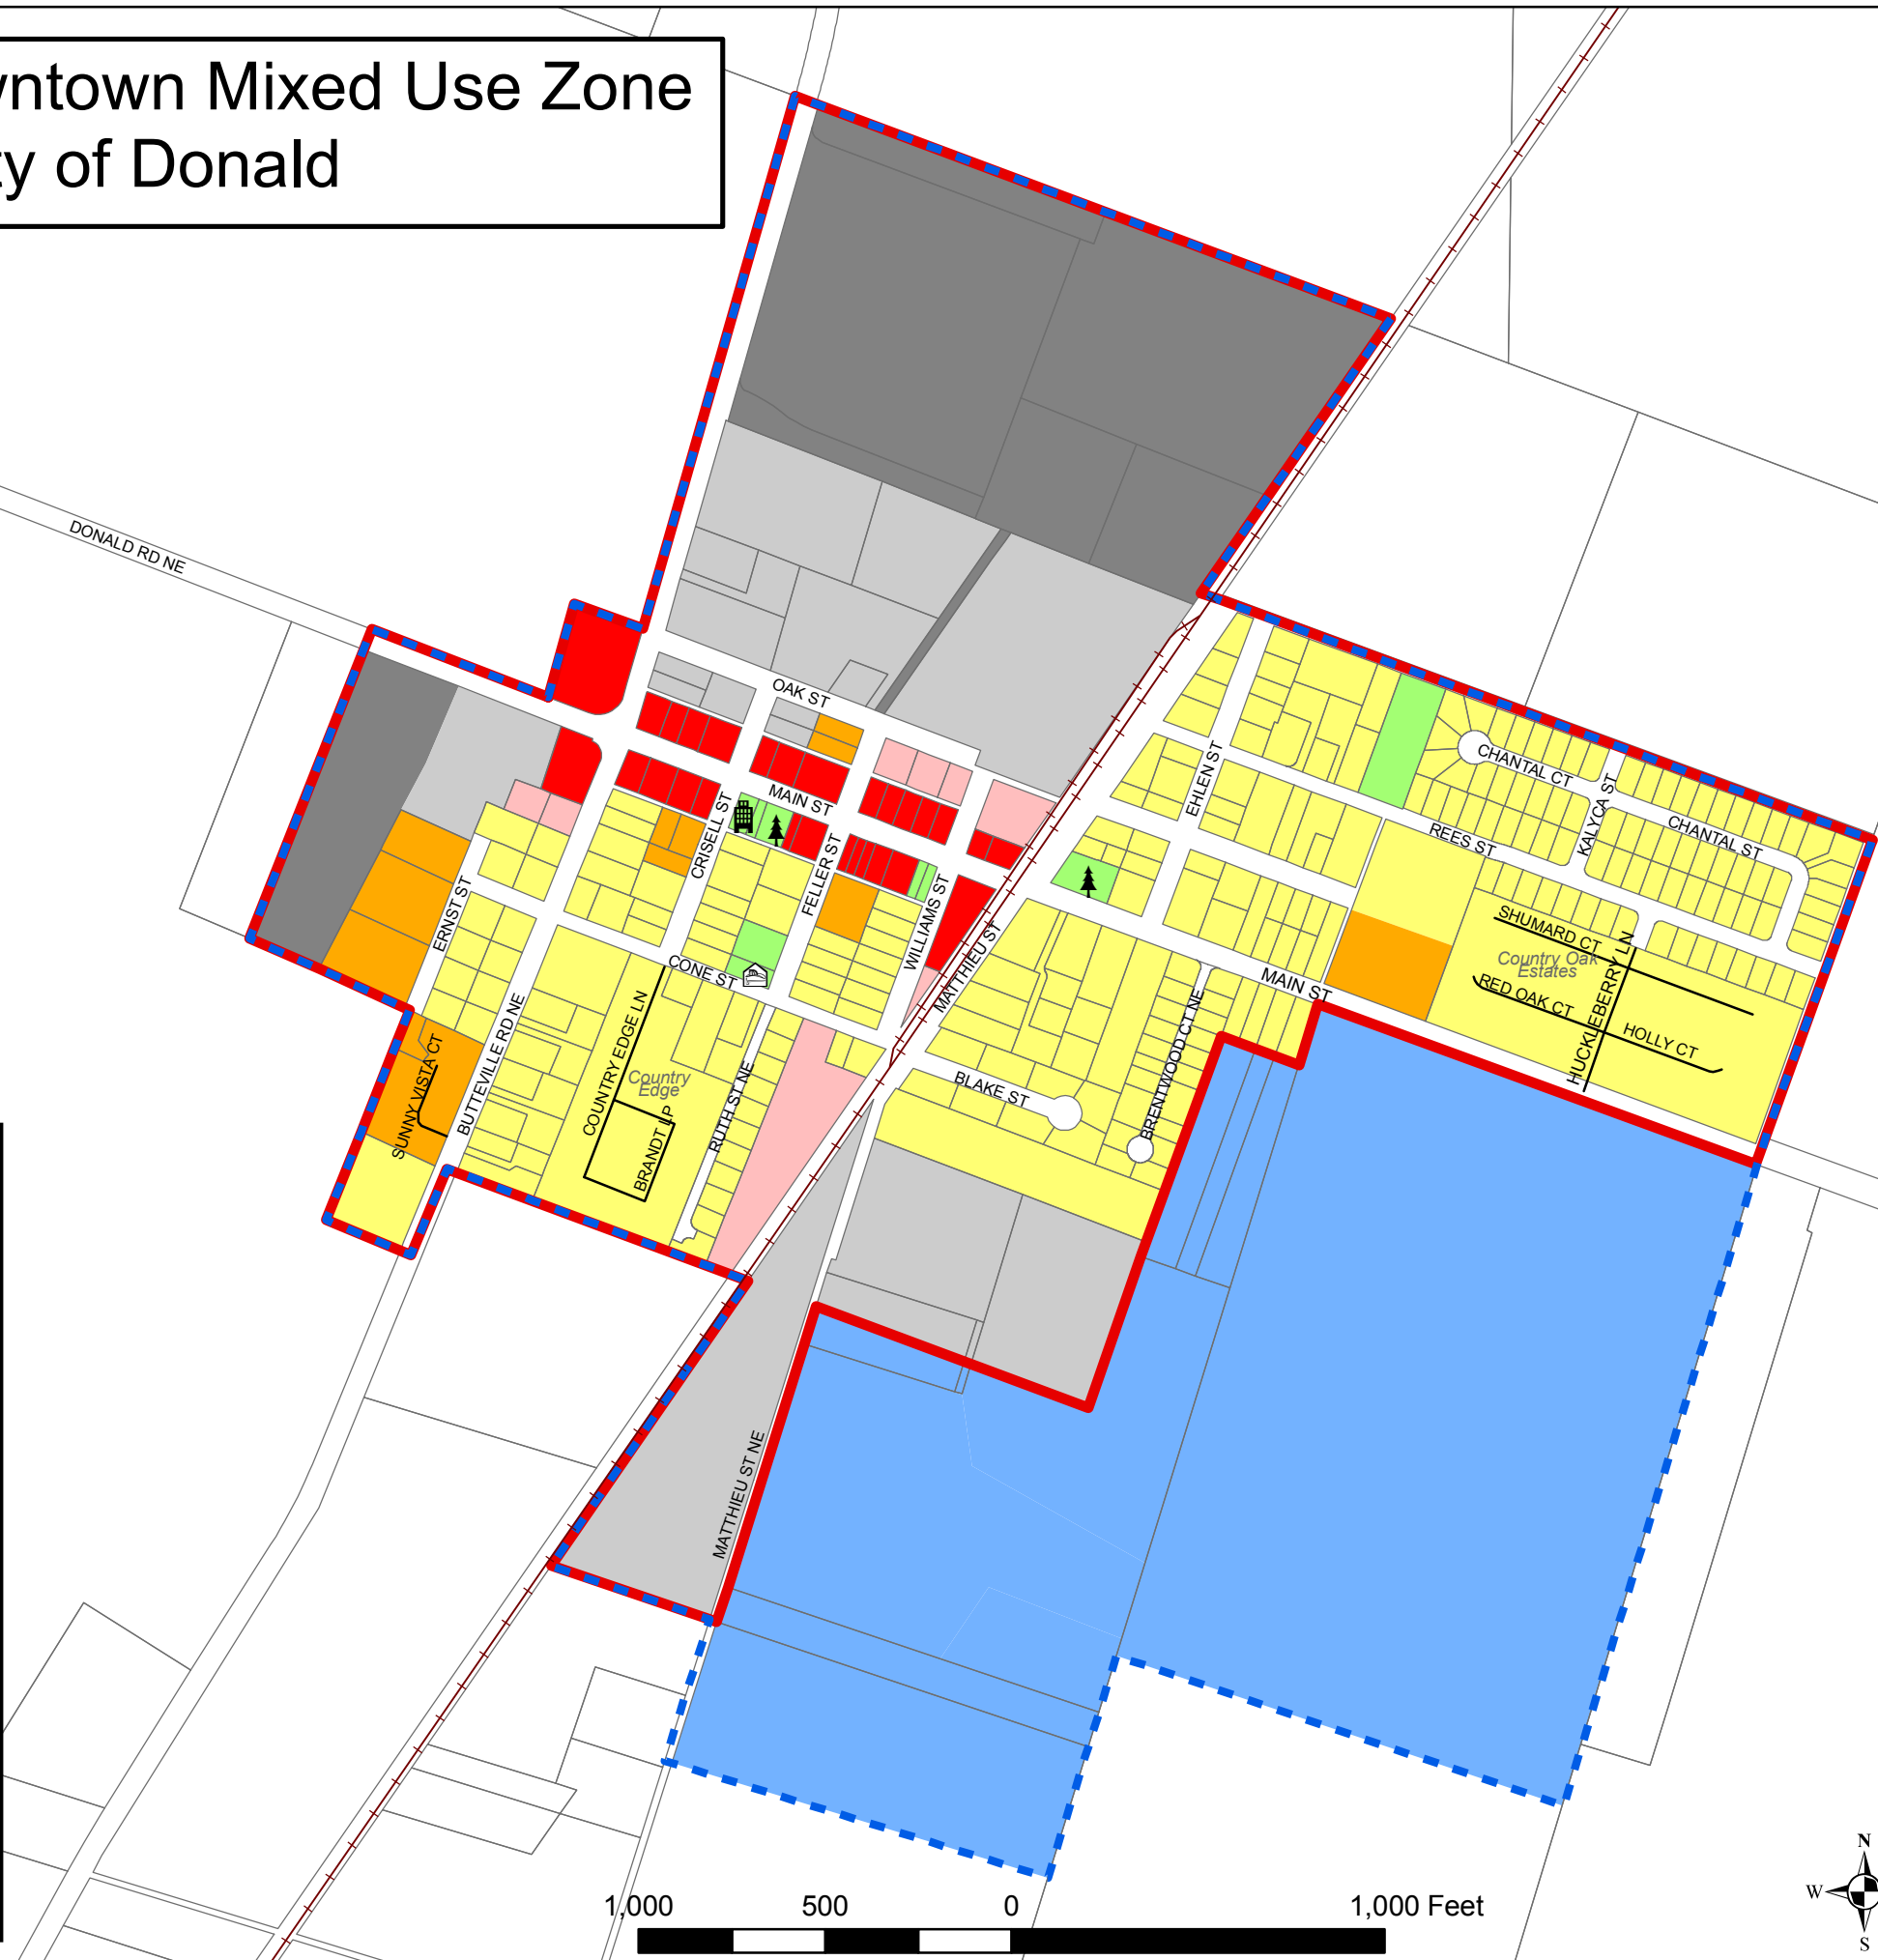 wntown Mixed Use Zone
ty of Donald
DONALD RD NE
OAK ST
MAIN ST
CRISELL ST
FELLER ST
WILLIAMS ST
MATTHIEU ST
ERNST ST
CONE ST
BUTTEVILLE RD NE
COUNTRY EDGE LN
Country
Edge
BRANDT LP
RUTH ST NE
SUNNY VISTA CT
EHLEN ST
CHANTAL CT
KALYCA ST
CHANTAL ST
REES ST
SHUMARD CT
Country Oak
Estates
RED OAK CT
HUCKLEBERRY LN
HOLLY CT
MAIN ST
BRENTWOOD CT NE
BLAKE ST
MATTHIEU ST NE
1,000 500 0 1,000 Feet
N
W
S